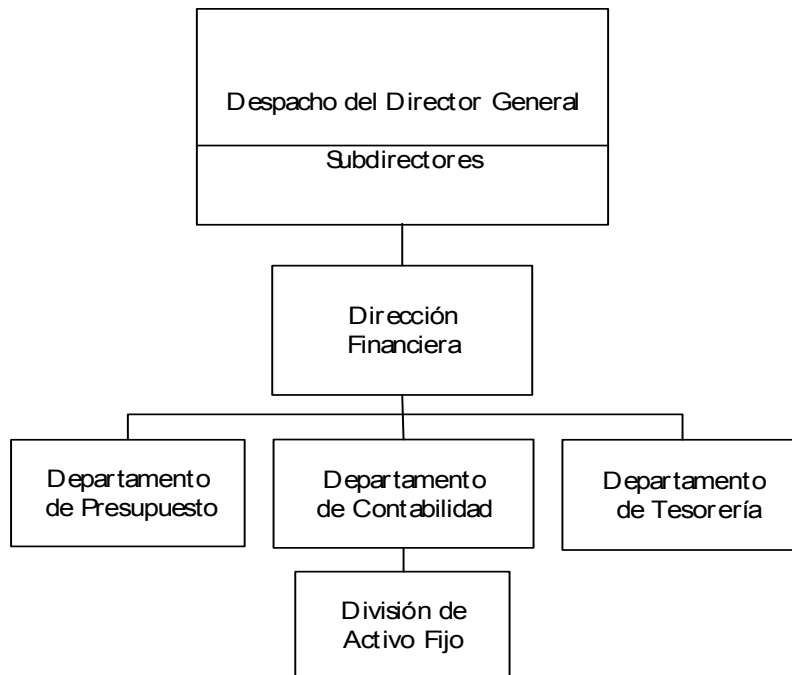 Despacho del Director General
Subdirectores
Dirección
Financiera
Departamento
de Presupuesto
Departamento
de Contabilidad
Departamento
de Tesorería
División de
Activo Fijo